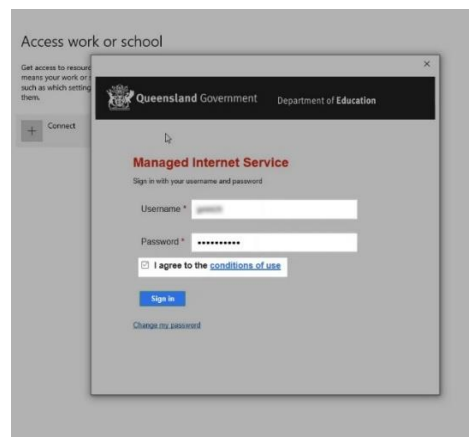 Access work or school
Get access to resourc
means your work or s
such as which setting
them.
Connect
Queensland Government
Department of Education
Managed Internet Service
Sign in with your username and password
Username *
Password *
I agree to the conditions of use
Sign in
Change my password